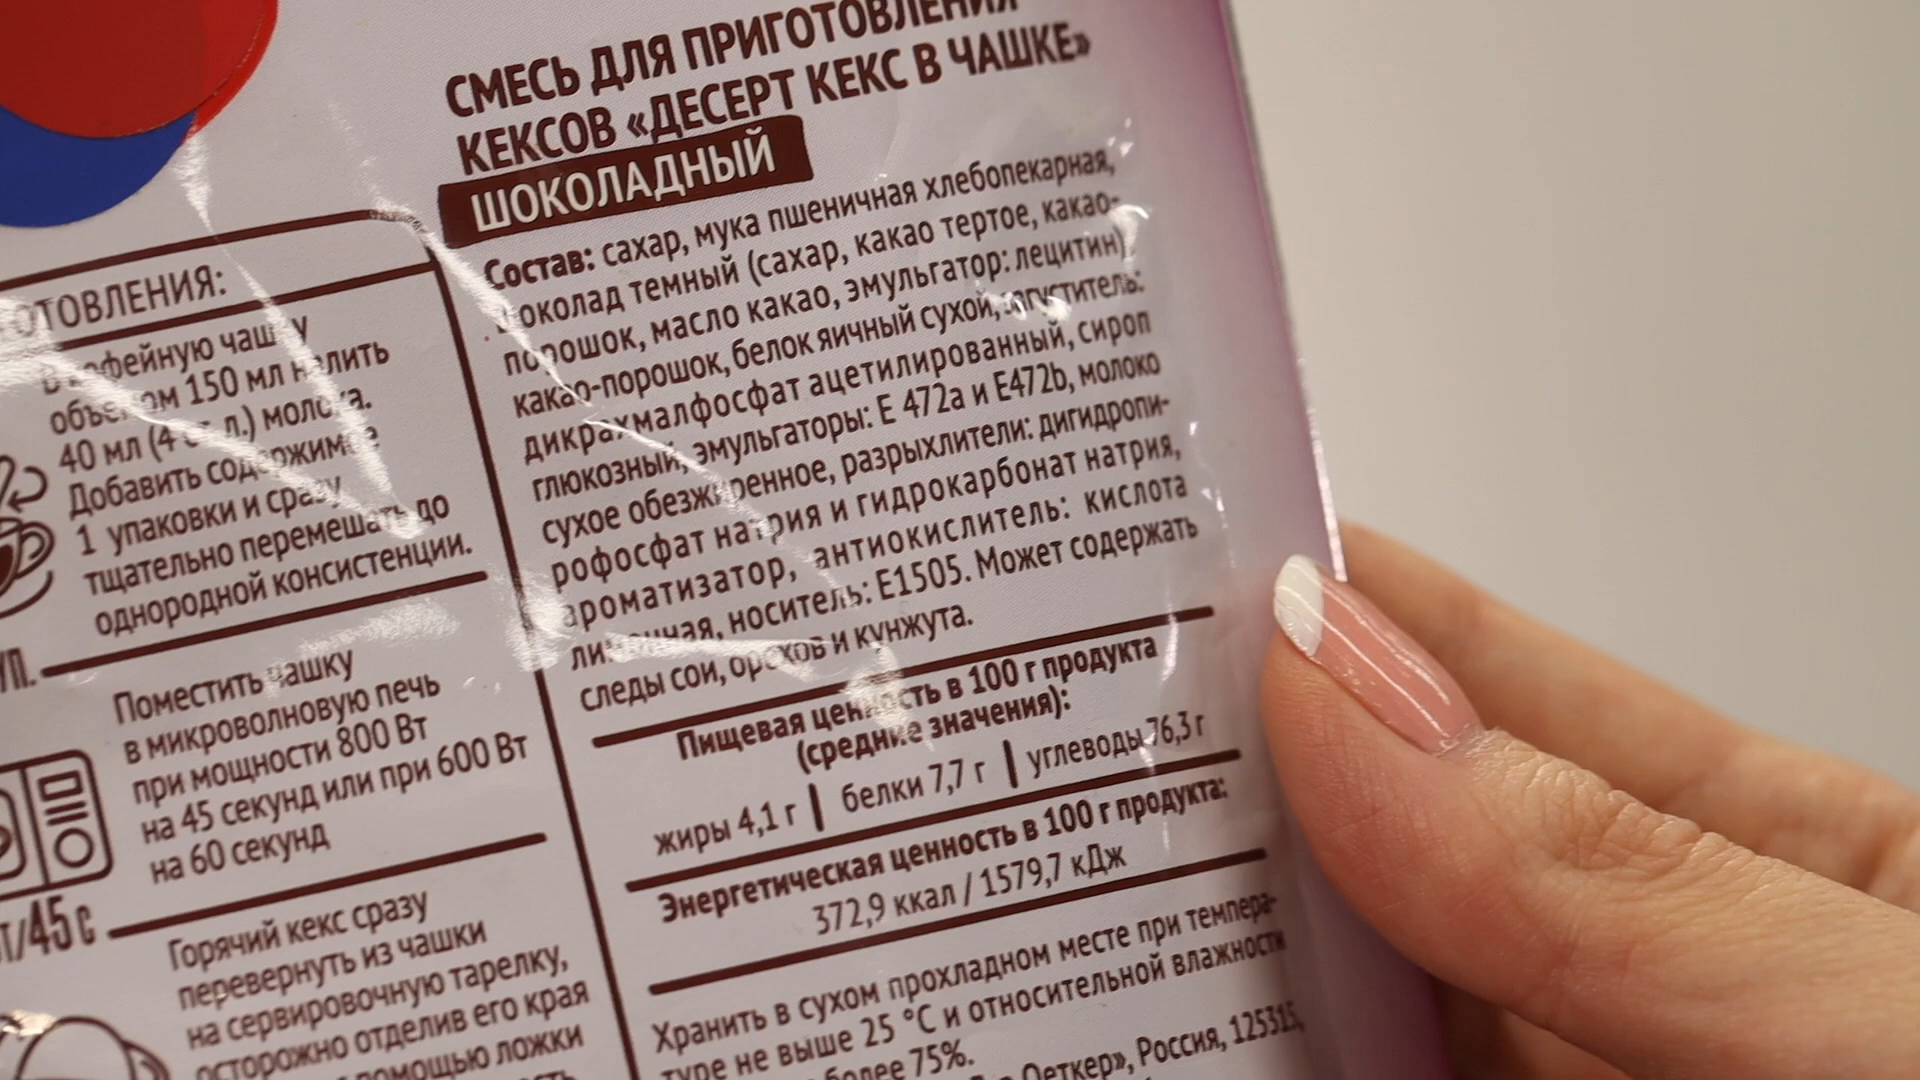 СМЕСЬ ДЛЯ ПРИГОТОВЛЕНИЯ
КЕКСОВ «ДЕСЕРТ КЕКС В ЧАШКЕ»
ШОКОЛАДНЫЙ
Состав: сахар, мука пшеничная хлебопекарная,
шоколад темный (сахар, какао тертое, какао-
порошок, масло какао, эмульгатор: лецитин),
какао-порошок, белок яичный сухой, загуститель:
дикрахмалфосфат ацетилированный, сироп
глюкозный, эмульгаторы: Е 472а и Е472b, молоко
сухое обезжиренное, разрыхлители: дигидропи-
рофосфат натрия и гидрокарбонат натрия,
ароматизатор, антиокислитель: кислота
лимонная, носитель: Е1505. Может содержать
следы сои, орехов и кунжута.
Пищевая ценность в 100 г продукта
(средние значения):
жиры 4,1 г | белки 7,7 г | углеводы 76,3 г
Энергетическая ценность в 100 г продукта:
372,9 ккал / 1579,7 кДж
Хранить в сухом прохладном месте при темпера-
туре не выше 25 °С и относительной влажности
более 75%.
Оеткер», Россия, 125315,
ОТОВЛЕНИЯ:
В кофейную чашку
объемом 150 мл налить
40 мл (4 ст. л.) молока.
Добавить содержимое
1 упаковки и сразу
тщательно перемешать до
однородной консистенции.
УП.
Поместить чашку
в микроволновую печь
при мощности 800 Вт
на 45 секунд или при 600 Вт
на 60 секунд
Т/45 С
Горячий кекс сразу
перевернуть из чашки
на сервировочную тарелку,
осторожно отделив его края
помощью ложки